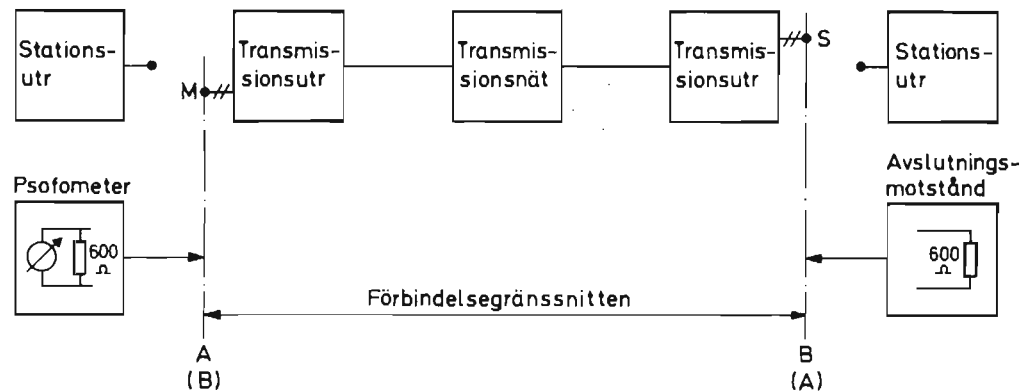 Stations-
utr
M
Transmis-
sionsutr
Transmis-
sionsnät
Transmis-
sionsutr
S
Stations-
utr
Psofometer
600
Ω
Avslutnings-
motstånd
600
Ω
Förbindelsegränssnitten
A
(B)
B
(A)